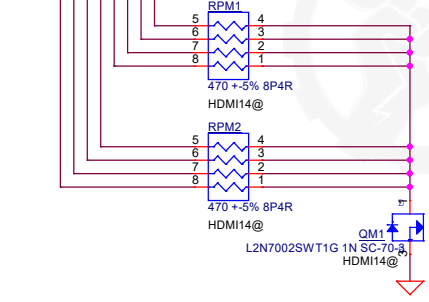 RPM1
5 4
6 3
7 2
8 1
470 +-5% 8P4R
HDMI14@
RPM2
5 4
6 3
7 2
8 1
470 +-5% 8P4R
HDMI14@
QM1
L2N7002SWT1G 1N SC-70-3
HDMI14@